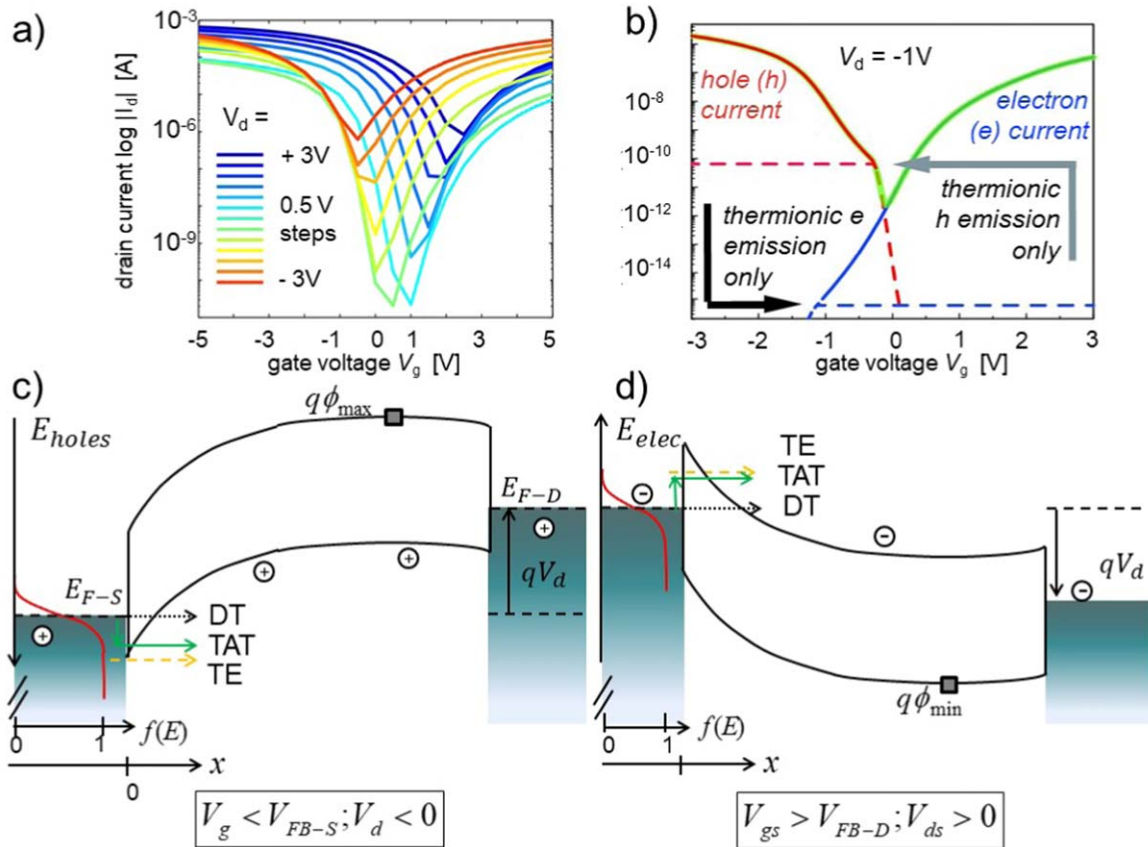 a)
drain current log |I_d| [A]
10^-3
10^-6
10^-9
V_d =
+ 3V
0.5 V
steps
- 3V
-5 -3 -1 0 1 3 5
gate voltage V_g [V]
b)
V_d = -1V
10^-8
10^-10
10^-12
10^-14
hole (h)
current
electron
(e) current
thermionic e
emission
only
thermionic
h emission
only
-3 -2 -1 0 1 2 3
gate voltage V_g [V]
c)
E_holes
qϕ_max
E_F-D
qV_d
E_F-S
DT
TAT
TE
+
+
+
+
0 1 f(E)
x
0
V_g < V_FB-S; V_d < 0
d)
E_elec
TE
TAT
DT
-
-
-
qV_d
qϕ_min
0 1 f(E)
x
V_gs > V_FB-D; V_ds > 0